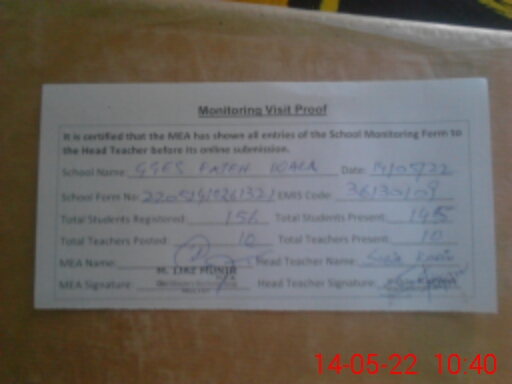 Monitoring Visit Proof
It is certified that the MEA has shown all entries of the School Monitoring Form to
the Head Teacher before its online submission.
School Name: GGES FATEH Date: 14/05/22
School Form No: EMIS Code:
Total Students Registered: 156 Total Students Present: 145
Total Teachers Posted: 10 Total Teachers Present: 10
MEA Name: Head Teacher Name:
MEA Signature: Head Teacher Signature:
14-05-22 10:40